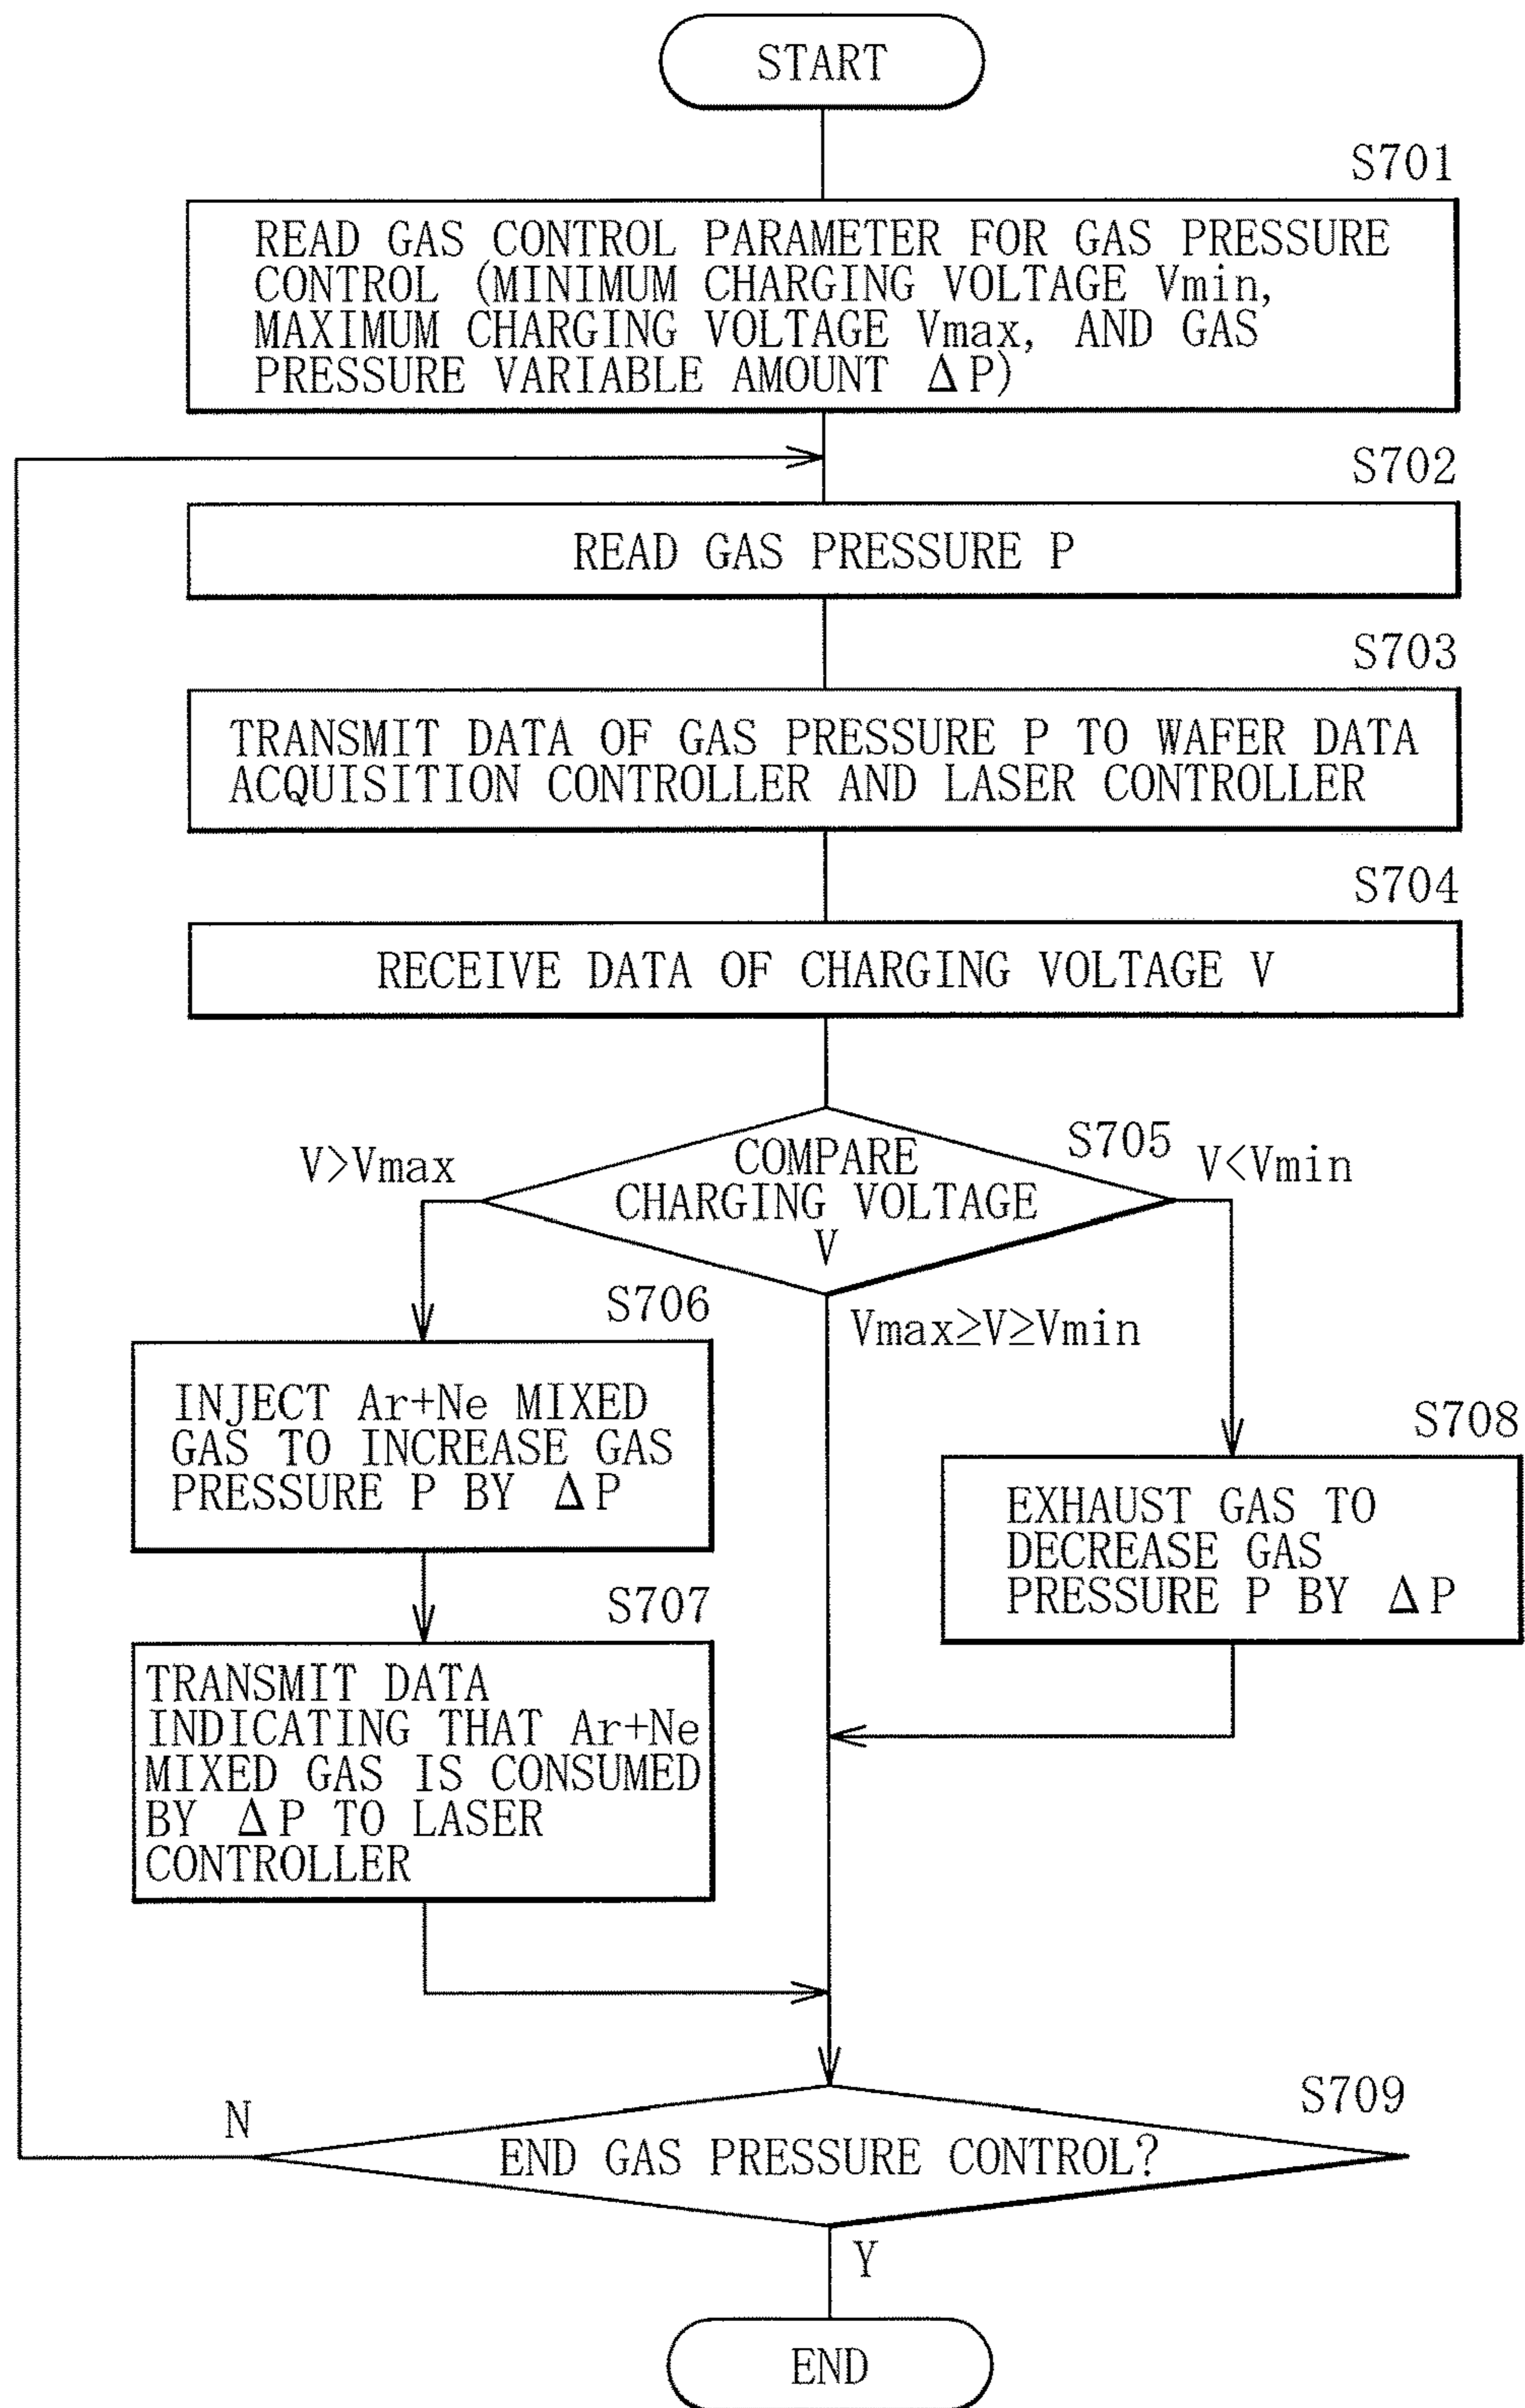 START
S701
READ GAS CONTROL PARAMETER FOR GAS PRESSURE
CONTROL (MINIMUM CHARGING VOLTAGE Vmin,
MAXIMUM CHARGING VOLTAGE Vmax, AND GAS
PRESSURE VARIABLE AMOUNT ΔP)
S702
READ GAS PRESSURE P
S703
TRANSMIT DATA OF GAS PRESSURE P TO WAFER DATA
ACQUISITION CONTROLLER AND LASER CONTROLLER
S704
RECEIVE DATA OF CHARGING VOLTAGE V
S705
COMPARE
CHARGING VOLTAGE
V
V>Vmax
V<Vmin
Vmax≥V≥Vmin
S706
INJECT Ar+Ne MIXED
GAS TO INCREASE GAS
PRESSURE P BY ΔP
S707
TRANSMIT DATA
INDICATING THAT Ar+Ne
MIXED GAS IS CONSUMED
BY ΔP TO LASER
CONTROLLER
S708
EXHAUST GAS TO
DECREASE GAS
PRESSURE P BY ΔP
S709
END GAS PRESSURE CONTROL?
N
Y
END